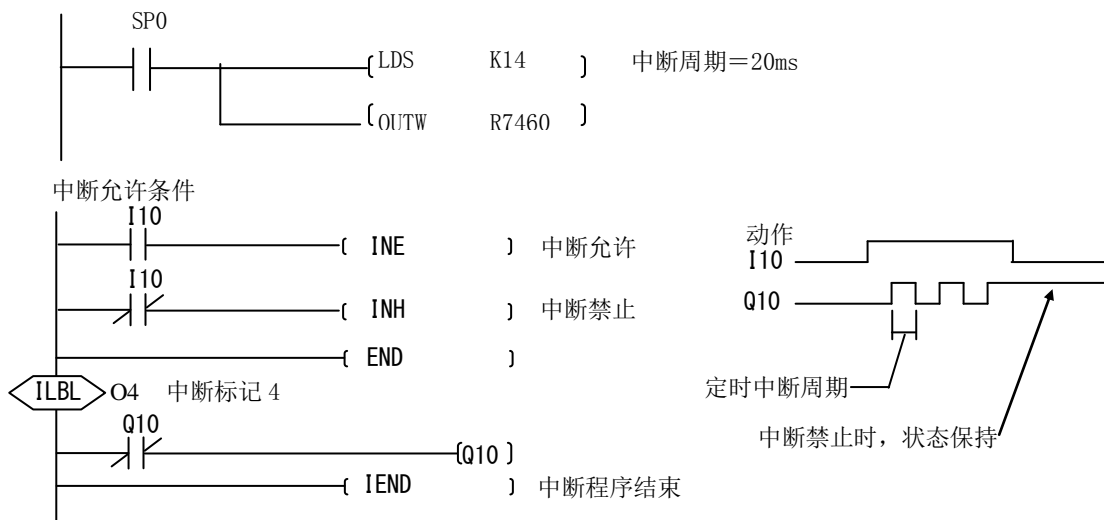 SP0
LDS K14 中断周期＝20ms
OUTW R7460
中断允许条件
I10
INE 中断允许
I10
INH 中断禁止
END
ILBL O4 中断标记 4
Q10
Q10
IEND 中断程序结束
动作
I10
Q10
定时中断周期
中断禁止时，状态保持